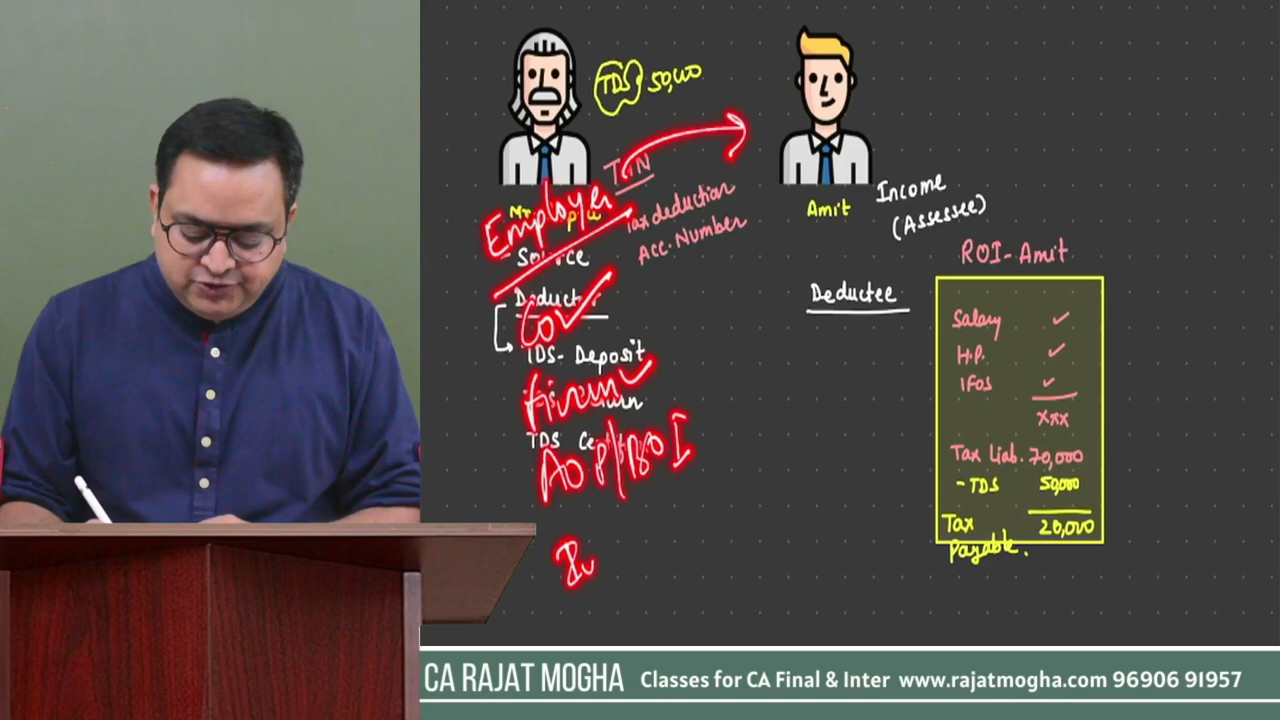 TDS 50,000
TAN
Tax deduction
Acc. Number
Employer
Source
Deductor
Co
TDS- Deposit
Firm
TDS
AOP/BOI
Amit
Income
(Assessee)
Deductee
ROI- Amit
Salary ✓
H.P. ✓
IFOS ✓
xxx
Tax Liab. 70,000
- TDS 50,000
Tax Payable. 20,000
CA RAJAT MOGHA Classes for CA Final & Inter www.rajatmogha.com 96906 91957